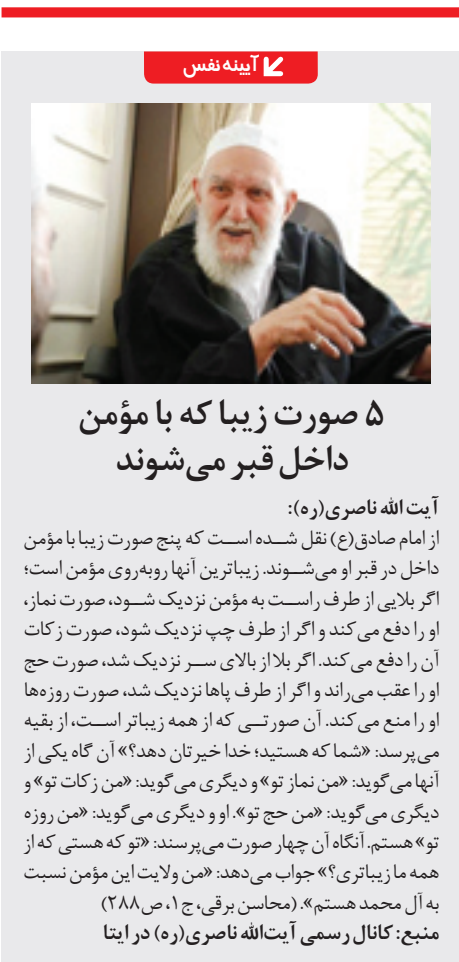 آیینه نفس
۵ صورت زیبا که با مؤمن
داخل قبر می‌شوند
آیت الله ناصری(ره):
از امام صادق(ع) نقل شده است که پنج صورت زیبا با مؤمن
داخل در قبر او می‌شوند. زیباترین آنها روبه‌روی مؤمن است؛
اگر بلایی از طرف راست به مؤمن نزدیک شود، صورت نماز،
او را دفع می‌کند و اگر از طرف چپ نزدیک شود، صورت زکات
آن را دفع می‌کند. اگر بلا از بالای سر نزدیک شد، صورت حج
او را عقب می‌راند و اگر از طرف پاها نزدیک شد، صورت روزه‌ها
او را منع می‌کند. آن صورتی که از همه زیباتر است، از بقیه
می‌پرسد: «شما که هستید؛ خدا خیرتان دهد؟» آن گاه یکی از
آنها می‌گوید: «من نماز تو» و دیگری می‌گوید: «من زکات تو» و
دیگری می‌گوید: «من حج تو». او و دیگری می‌گوید: «من روزه
تو» هستم. آنگاه آن چهار صورت می‌پرسند: «تو که هستی که از
همه ما زیباتری؟» جواب می‌دهد: «من ولایت این مؤمن نسبت
به آل محمد هستم». (محاسن برقی، ج۱، ص۲۸۸)
منبع: کانال رسمی آیت‌الله ناصری(ره) در ایتا